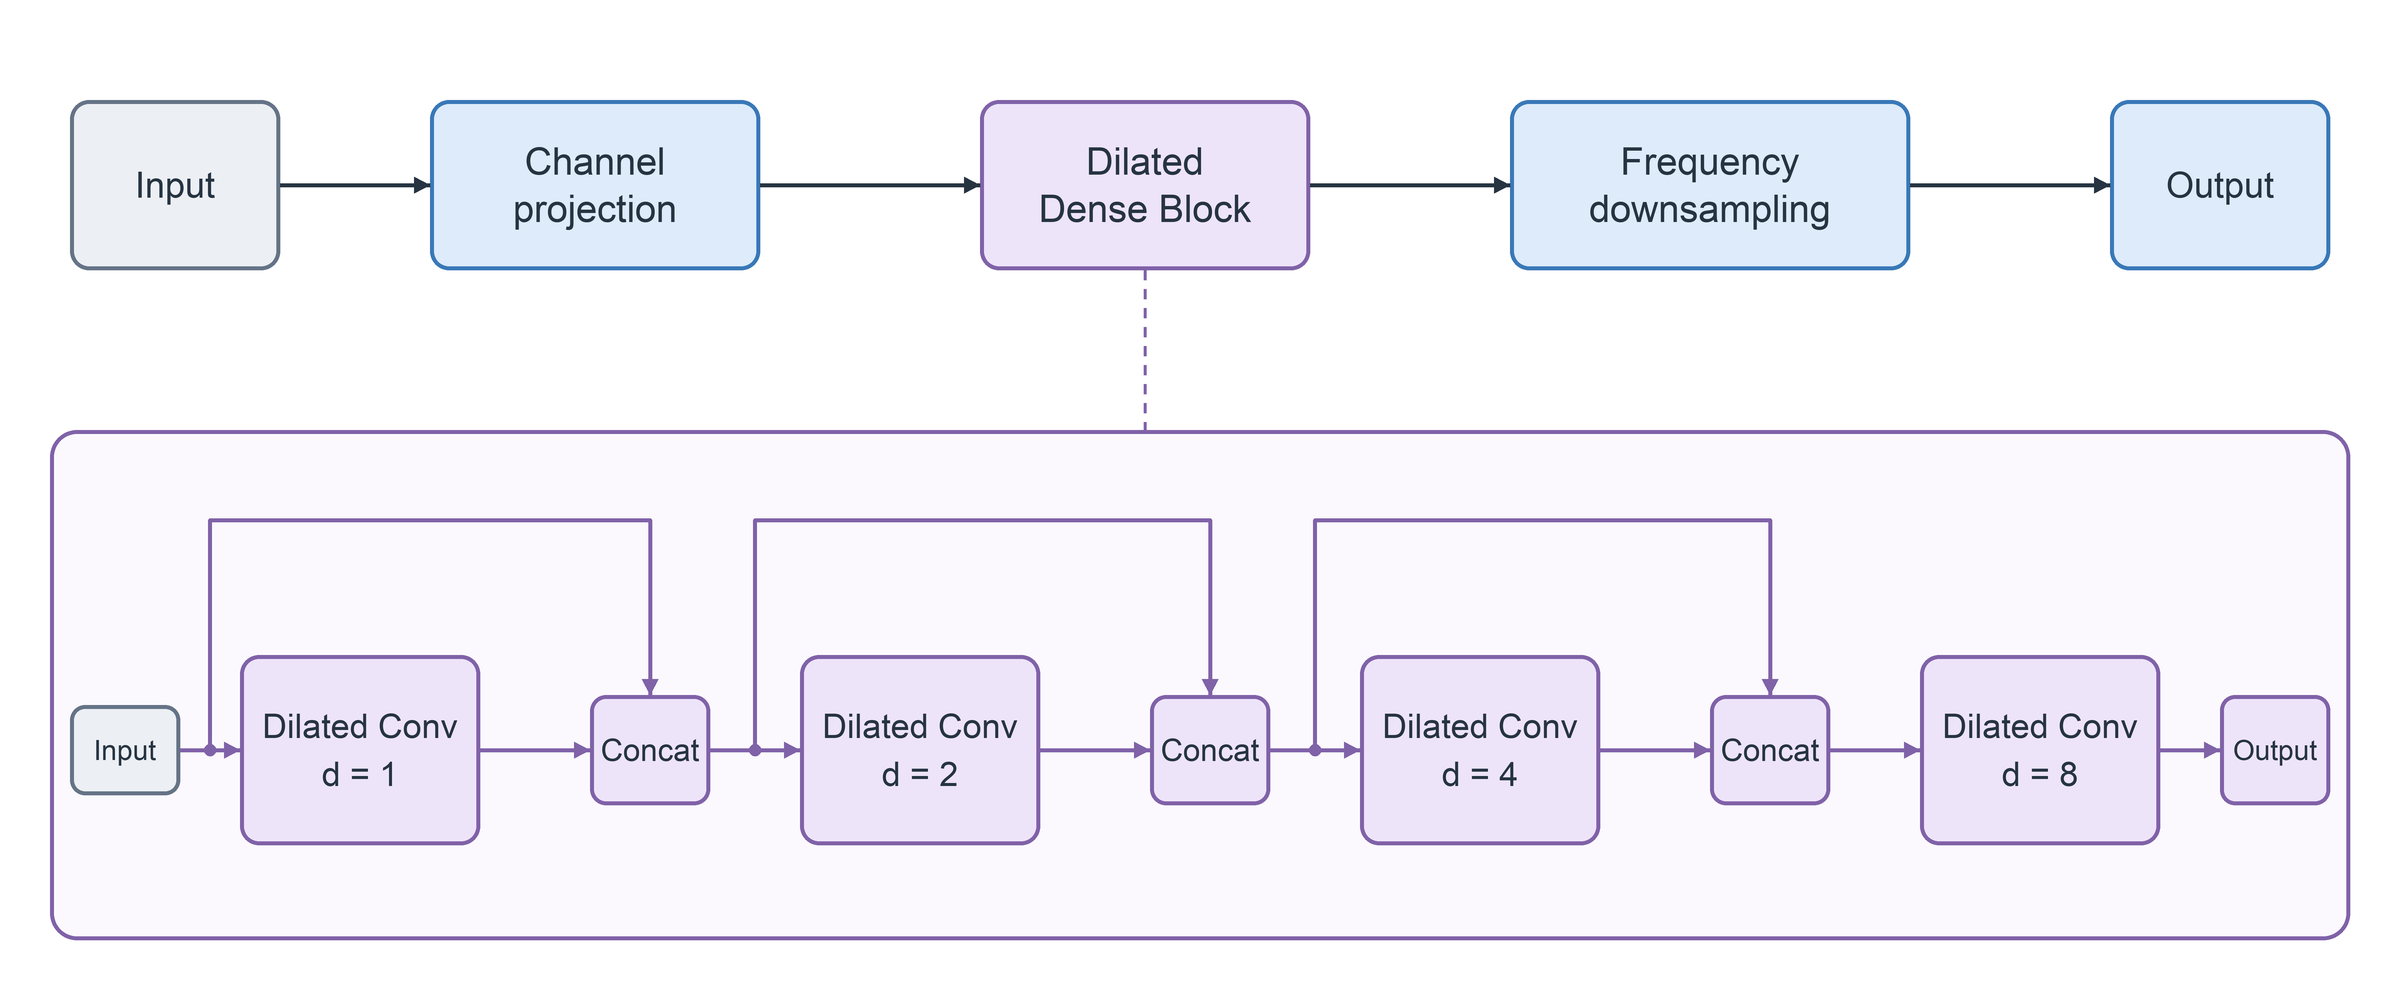 Input
Channel
projection
Dilated
Dense Block
Frequency
downsampling
Output
Input
Dilated Conv
d = 1
Concat
Dilated Conv
d = 2
Concat
Dilated Conv
d = 4
Concat
Dilated Conv
d = 8
Output